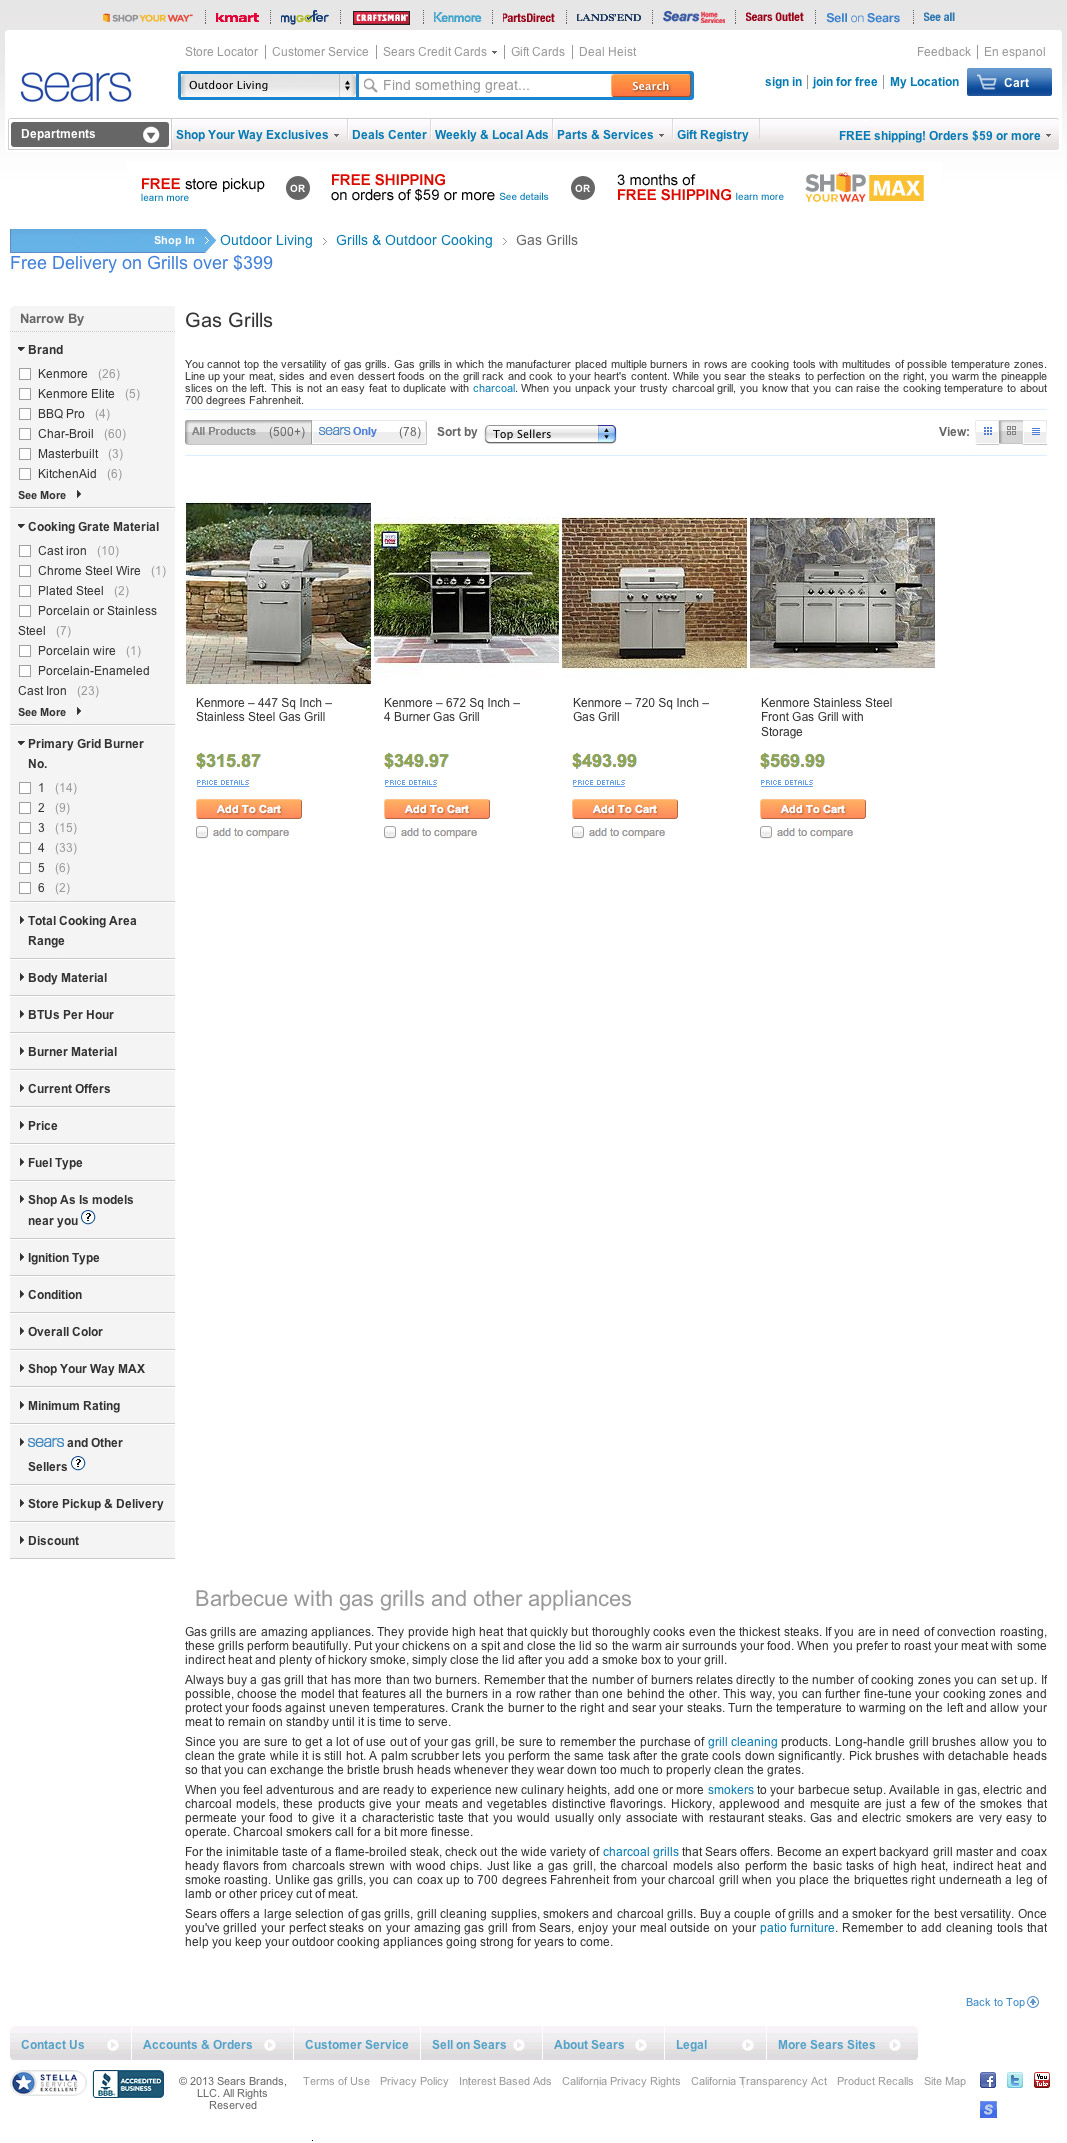 SHOP YOUR WAY
kmart
mygofer
CRAFTSMAN
Kenmore
PartsDirect
LANDS'END
Sears Home Services
Sears Outlet
Sell on Sears
See all
Store Locator
Customer Service
Sears Credit Cards
Gift Cards
Deal Heist
Feedback
En espanol
sears
Outdoor Living
Find something great...
Search
sign in
join for free
My Location
Cart
Departments
Shop Your Way Exclusives
Deals Center
Weekly & Local Ads
Parts & Services
Gift Registry
FREE shipping! Orders $59 or more
FREE store pickup
learn more
OR
FREE SHIPPING
on orders of $59 or more See details
OR
3 months of
FREE SHIPPING learn more
SHOP YOUR WAY MAX
Shop In
Outdoor Living
Grills & Outdoor Cooking
Gas Grills
Free Delivery on Grills over $399
Narrow By
Brand
Kenmore (26)
Kenmore Elite (5)
BBQ Pro (4)
Char-Broil (60)
Masterbuilt (3)
KitchenAid (6)
See More
Cooking Grate Material
Cast iron (10)
Chrome Steel Wire (1)
Plated Steel (2)
Porcelain or Stainless
Steel (7)
Porcelain wire (1)
Porcelain-Enameled
Cast Iron (23)
See More
Primary Grid Burner
No.
1 (14)
2 (9)
3 (15)
4 (33)
5 (6)
6 (2)
Total Cooking Area
Range
Body Material
BTUs Per Hour
Burner Material
Current Offers
Price
Fuel Type
Shop As Is models
near you ?
Ignition Type
Condition
Overall Color
Shop Your Way MAX
Minimum Rating
sears and Other
Sellers ?
Store Pickup & Delivery
Discount
Gas Grills
You cannot top the versatility of gas grills. Gas grills in which the manufacturer placed multiple burners in rows are cooking tools with multitudes of possible temperature zones.
Line up your meat, sides and even dessert foods on the grill rack and cook to your heart's content. While you sear the steaks to perfection on the right, you warm the pineapple
slices on the left. This is not an easy feat to duplicate with charcoal. When you unpack your trusty charcoal grill, you know that you can raise the cooking temperature to about
700 degrees Fahrenheit.
All Products (500+)
sears Only (78)
Sort by
Top Sellers
View:
Kenmore – 447 Sq Inch –
Stainless Steel Gas Grill
$315.87
PRICE DETAILS
Add To Cart
add to compare
Kenmore – 672 Sq Inch –
4 Burner Gas Grill
$349.97
PRICE DETAILS
Add To Cart
add to compare
Kenmore – 720 Sq Inch –
Gas Grill
$493.99
PRICE DETAILS
Add To Cart
add to compare
Kenmore Stainless Steel
Front Gas Grill with
Storage
$569.99
PRICE DETAILS
Add To Cart
add to compare
Barbecue with gas grills and other appliances
Gas grills are amazing appliances. They provide high heat that quickly but thoroughly cooks even the thickest steaks. If you are in need of convection roasting,
these grills perform beautifully. Put your chickens on a spit and close the lid so the warm air surrounds your food. When you prefer to roast your meat with some
indirect heat and plenty of hickory smoke, simply close the lid after you add a smoke box to your grill.
Always buy a gas grill that has more than two burners. Remember that the number of burners relates directly to the number of cooking zones you can set up. If
possible, choose the model that features all the burners in a row rather than one behind the other. This way, you can further fine-tune your cooking zones and
protect your foods against uneven temperatures. Crank the burner to the right and sear your steaks. Turn the temperature to warming on the left and allow your
meat to remain on standby until it is time to serve.
Since you are sure to get a lot of use out of your gas grill, be sure to remember the purchase of grill cleaning products. Long-handle grill brushes allow you to
clean the grate while it is still hot. A palm scrubber lets you perform the same task after the grate cools down significantly. Pick brushes with detachable heads
so that you can exchange the bristle brush heads whenever they wear down too much to properly clean the grates.
When you feel adventurous and are ready to experience new culinary heights, add one or more smokers to your barbecue setup. Available in gas, electric and
charcoal models, these products give your meats and vegetables distinctive flavorings. Hickory, applewood and mesquite are just a few of the smokes that
permeate your food to give it a characteristic taste that you would usually only associate with restaurant steaks. Gas and electric smokers are very easy to
operate. Charcoal smokers call for a bit more finesse.
For the inimitable taste of a flame-broiled steak, check out the wide variety of charcoal grills that Sears offers. Become an expert backyard grill master and coax
heady flavors from charcoals strewn with wood chips. Just like a gas grill, the charcoal models also perform the basic tasks of high heat, indirect heat and
smoke roasting. Unlike gas grills, you can coax up to 700 degrees Fahrenheit from your charcoal grill when you place the briquettes right underneath a leg of
lamb or other pricey cut of meat.
Sears offers a large selection of gas grills, grill cleaning supplies, smokers and charcoal grills. Buy a couple of grills and a smoker for the best versatility. Once
you've grilled your perfect steaks on your amazing gas grill from Sears, enjoy your meal outside on your patio furniture. Remember to add cleaning tools that
help you keep your outdoor cooking appliances going strong for years to come.
Back to Top
Contact Us
Accounts & Orders
Customer Service
Sell on Sears
About Sears
Legal
More Sears Sites
STELLA
SERVICE
EXCELLENT
BBB
ACCREDITED
BUSINESS
© 2013 Sears Brands,
LLC. All Rights
Reserved
Terms of Use
Privacy Policy
Interest Based Ads
California Privacy Rights
California Transparency Act
Product Recalls
Site Map